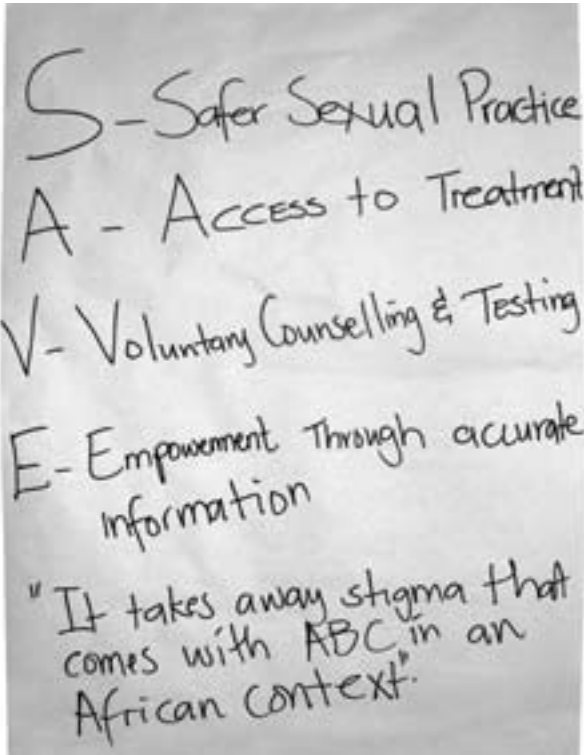 S - Safer Sexual Practice
A - Access to Treatment
V - Voluntary Counselling & Testing
E - Empowerment Through accurate
information
"It takes away stigma that
comes with ABC in an
African context".